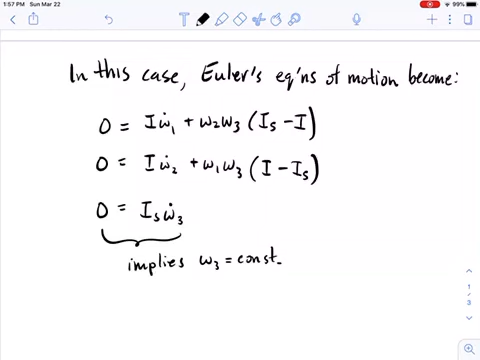 1:57 PM Sun Mar 22
99%
In this case, Euler's eq'ns of motion become:
0 = Iω̇₁ + ω₂ω₃ (Iₛ - I)
0 = Iω̇₂ + ω₁ω₃ (I - Iₛ)
0 = Iₛω̇₃
implies ω₃ = const.
1
/
3